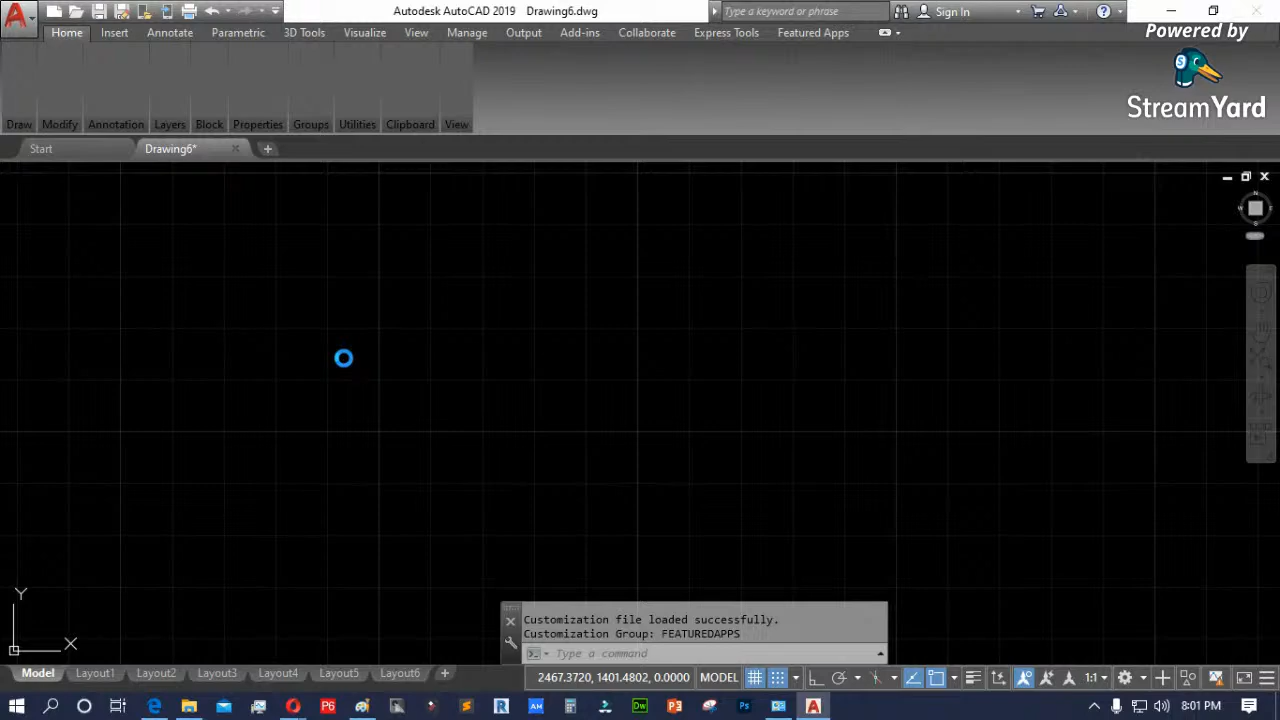 Autodesk AutoCAD 2019 Drawing6.dwg
Type a keyword or phrase
Sign In
Home Insert Annotate Parametric 3D Tools Visualize View Manage Output Add-ins Collaborate Express Tools Featured Apps
Powered by
StreamYard
Draw Modify Annotation Layers Block Properties Groups Utilities Clipboard View
Start Drawing6*
N
Y
X
Customization file loaded successfully.
Customization Group: FEATUREDAPPS
Type a command
Model Layout1 Layout2 Layout3 Layout4 Layout5 Layout6 + 2467.3720, 1401.4802, 0.0000 MODEL 1:1
8:01 PM